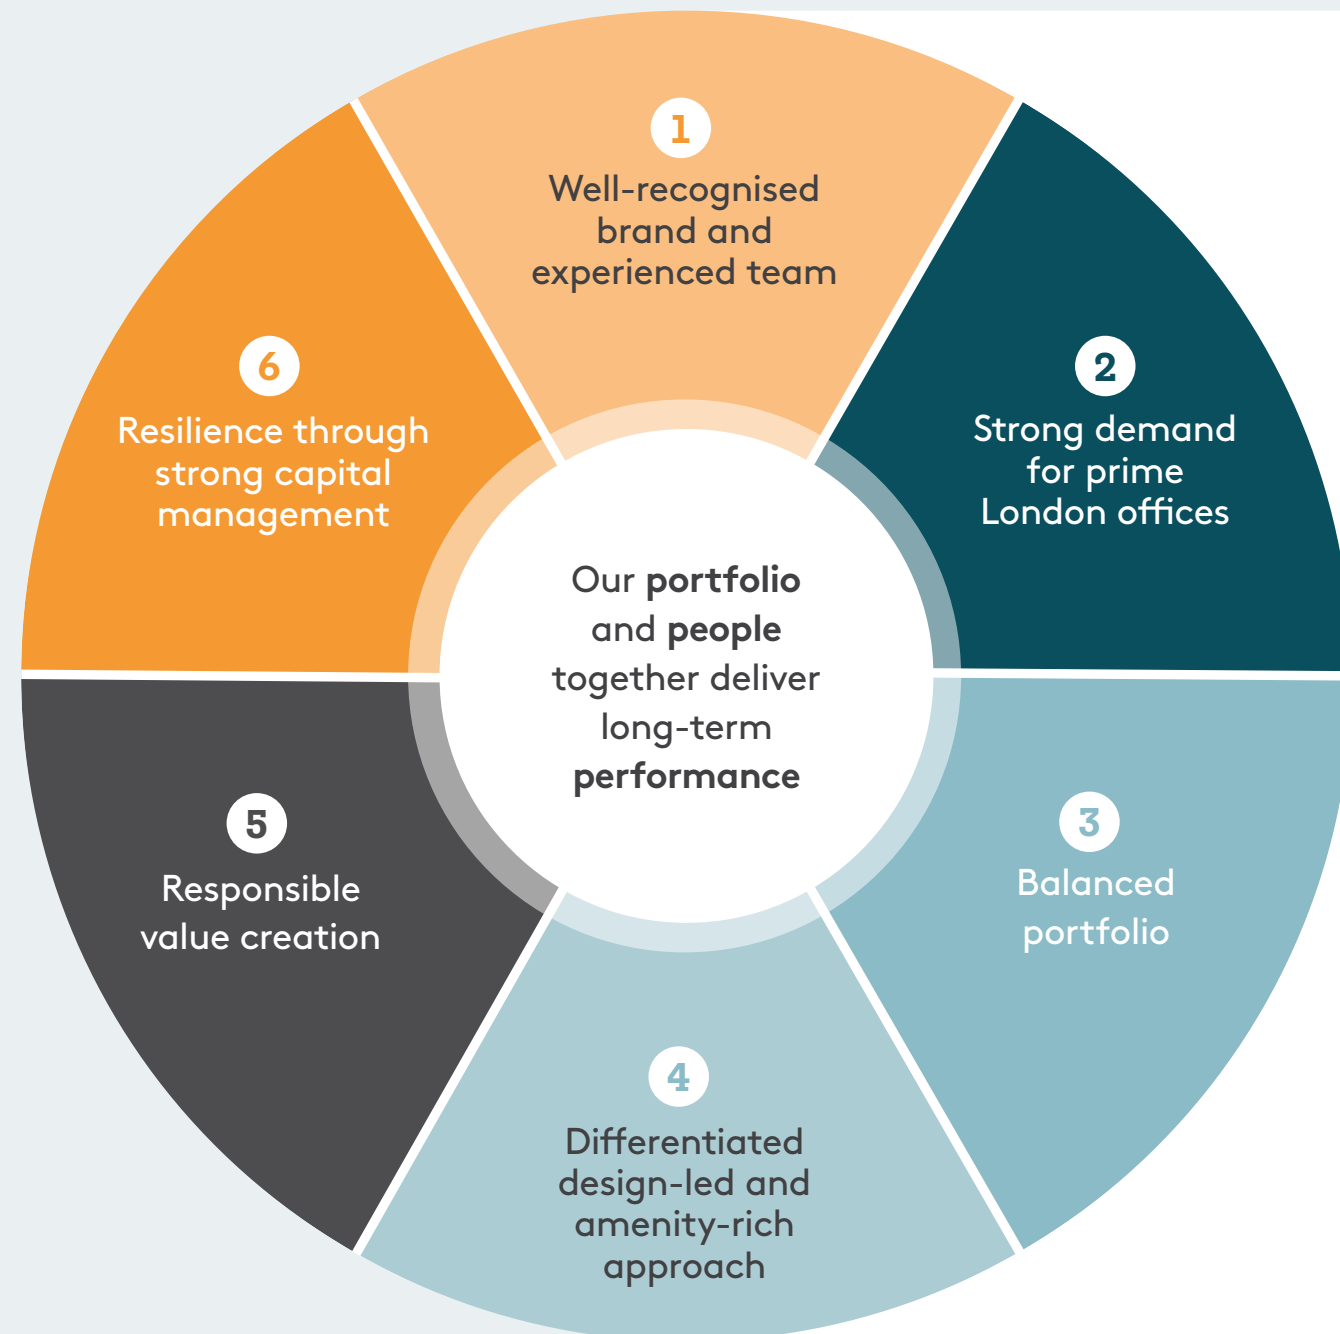 1
Well-recognised
brand and
experienced team
2
Strong demand
for prime
London offices
3
Balanced
portfolio
4
Differentiated
design-led and
amenity-rich
approach
5
Responsible
value creation
6
Resilience through
strong capital
management
Our portfolio
and people
together deliver
long-term
performance